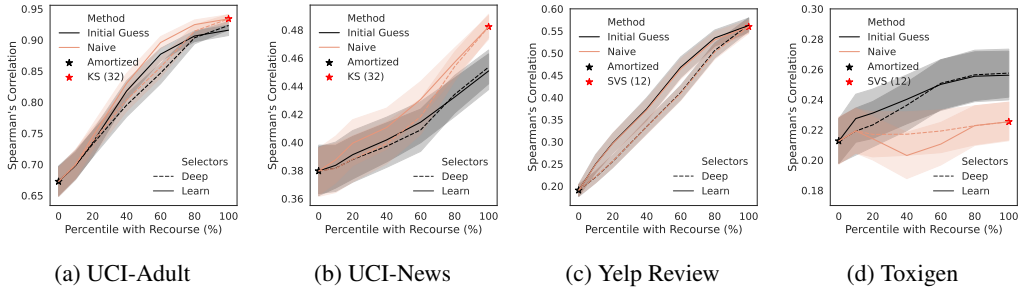 Spearman's Correlation
0.95
0.90
0.85
0.80
0.75
0.70
0.65
Method
Initial Guess
Naive
Amortized
KS (32)
Selectors
Deep
Learn
0 20 40 60 80 100
Percentile with Recourse (%)
(a) UCI-Adult
Spearman's Correlation
0.48
0.46
0.44
0.42
0.40
0.38
0.36
Method
Initial Guess
Naive
Amortized
KS (32)
Selectors
Deep
Learn
0 20 40 60 80 100
Percentile with Recourse (%)
(b) UCI-News
Spearman's Correlation
0.60
0.55
0.50
0.45
0.40
0.35
0.30
0.25
0.20
Method
Initial Guess
Naive
Amortized
SVS (12)
Selectors
Deep
Learn
0 20 40 60 80 100
Percentile with Recourse (%)
(c) Yelp Review
Spearman's Correlation
0.30
0.28
0.26
0.24
0.22
0.20
0.18
Method
Initial Guess
Naive
Amortized
SVS (12)
Selectors
Deep
Learn
0 20 40 60 80 100
Percentile with Recourse (%)
(d) Toxigen